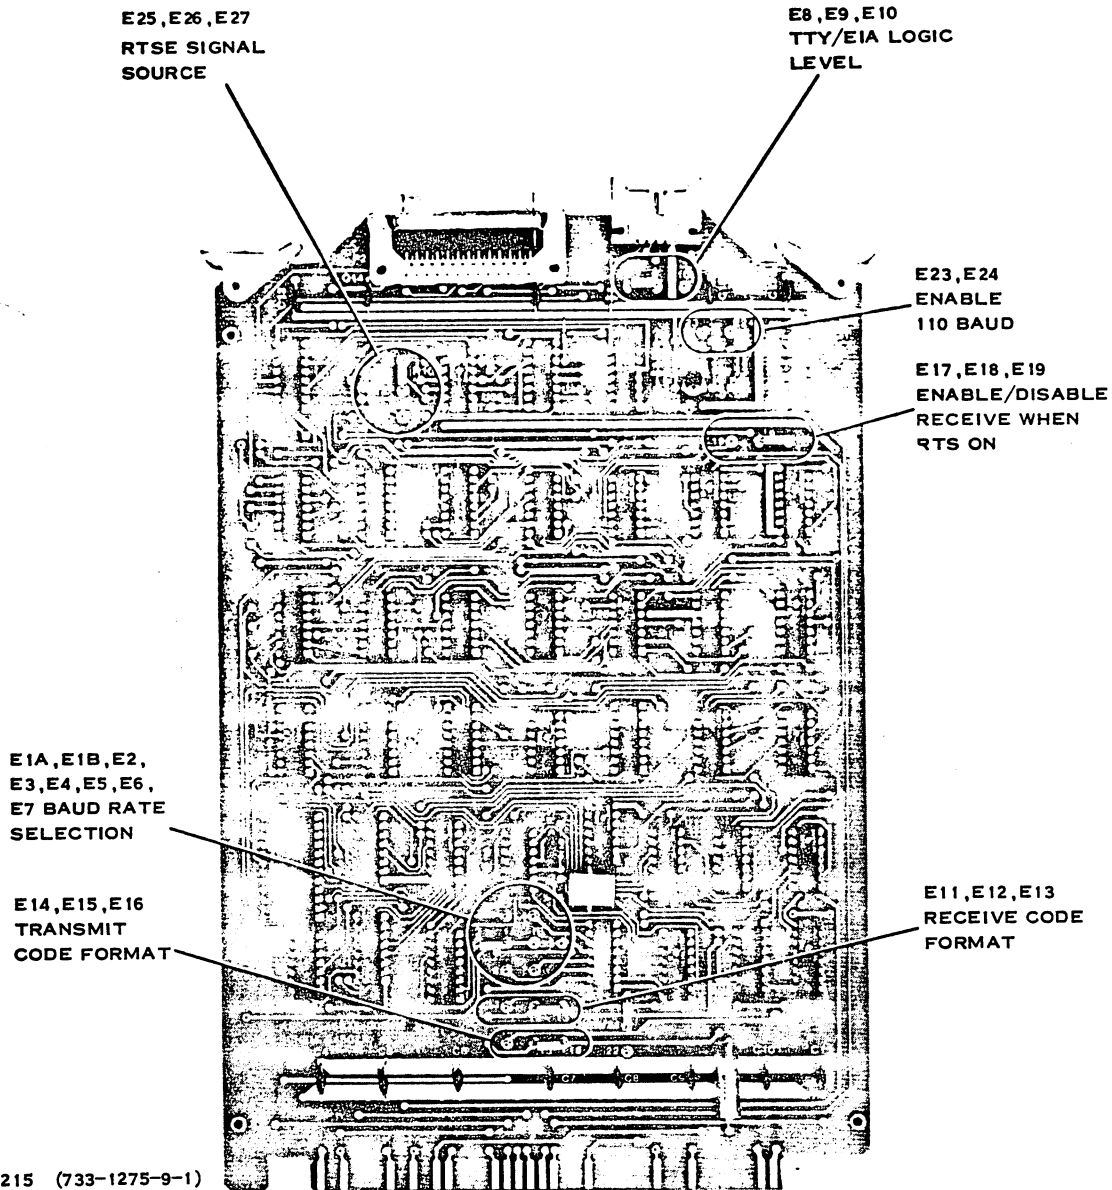 E25,E26,E27
RTSE SIGNAL
SOURCE
E8,E9,E10
TTY/EIA LOGIC
LEVEL
E23,E24
ENABLE
110 BAUD
E17,E18,E19
ENABLE/DISABLE
RECEIVE WHEN
RTS ON
E1A,E1B,E2,
E3,E4,E5,E6,
E7 BAUD RATE
SELECTION
E14,E15,E16
TRANSMIT
CODE FORMAT
E11,E12,E13
RECEIVE CODE
FORMAT
C7
C8
215 (733-1275-9-1)